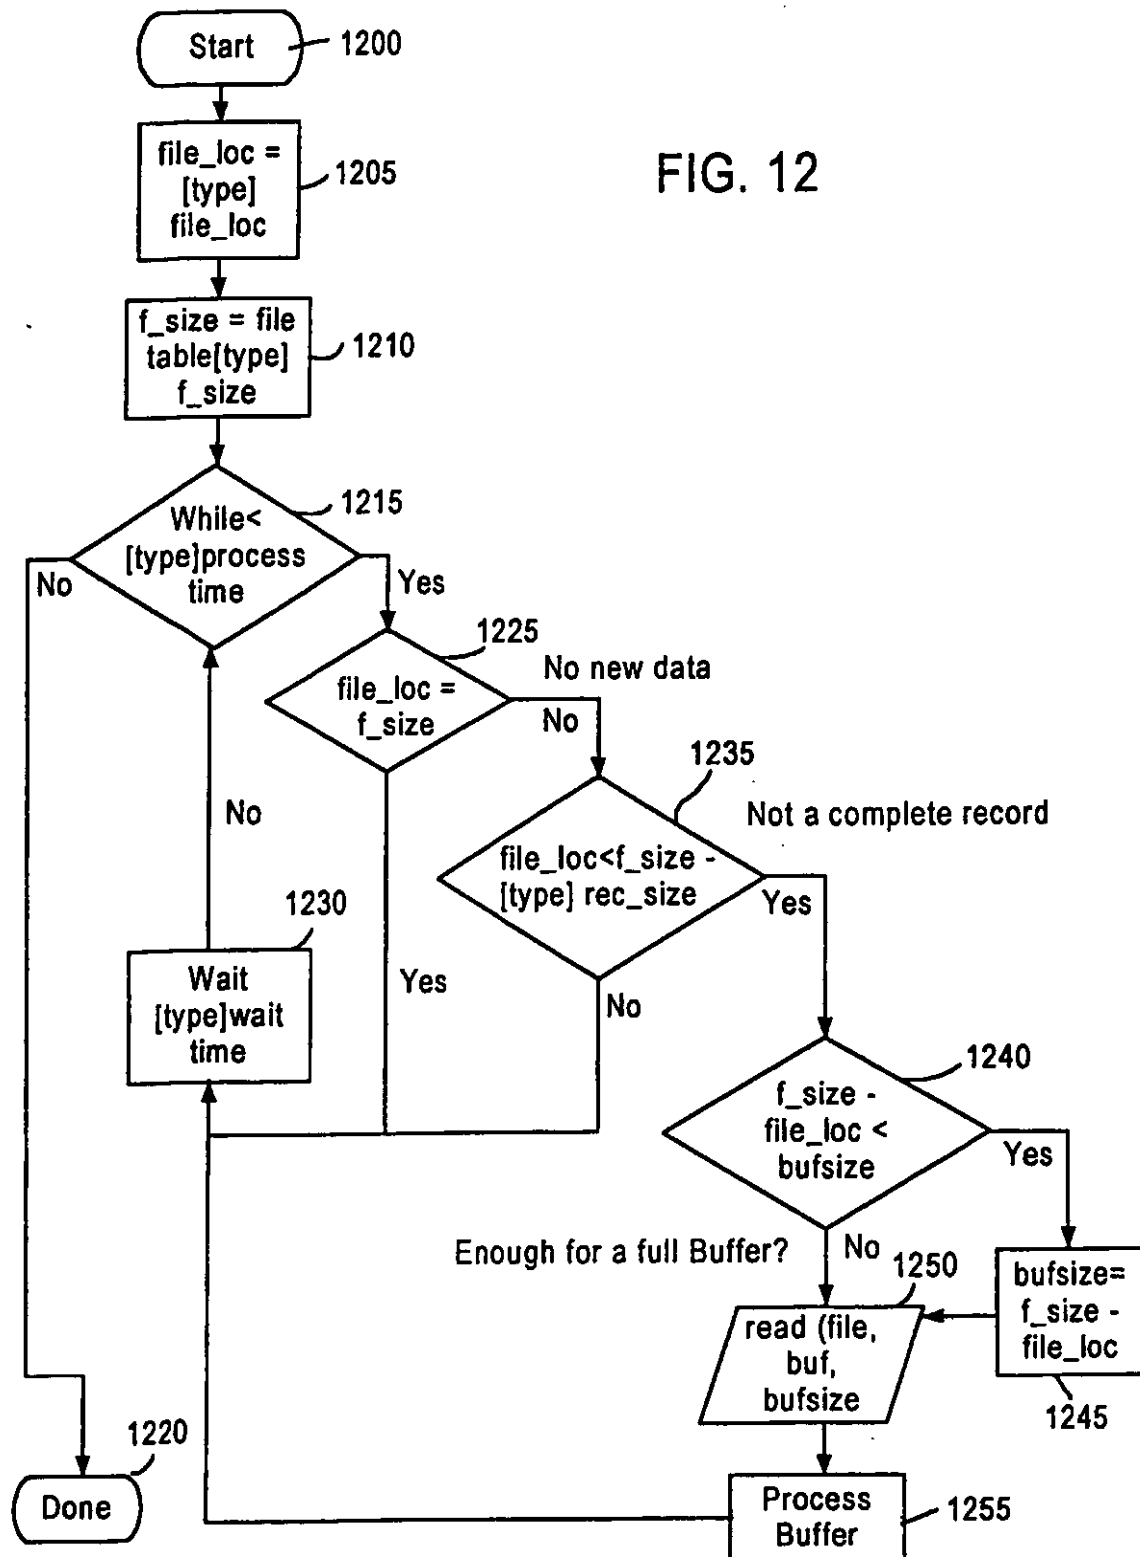 Start
1200
file_loc =
[type]
file_loc
1205
FIG. 12
f_size = file
table[type]
f_size
1210
While<
[type]process
time
1215
No
Yes
file_loc =
f_size
1225
No new data
No
Yes
file_loc<f_size -
[type] rec_size
1235
Not a complete record
Yes
No
No
1230
Wait
[type]wait
time
f_size -
file_loc <
bufsize
1240
Yes
No
Enough for a full Buffer?
bufsize=
f_size -
file_loc
1245
1250
read (file,
buf,
bufsize
Process
Buffer
1255
1220
Done